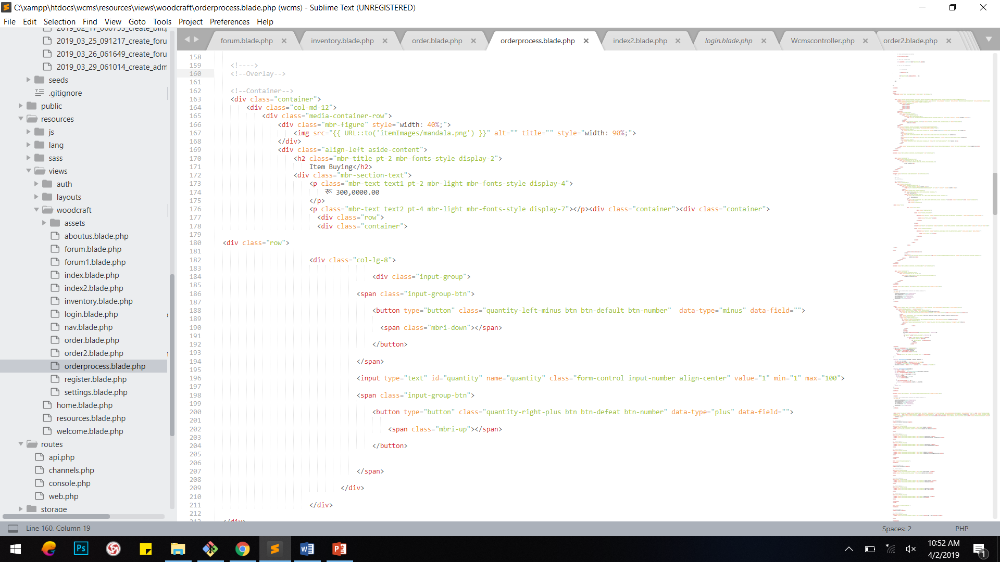 C:\xampp\htdocs\wcms\resources\views\woodcraft\orderprocess.blade.php (wcms) - Sublime Text (UNREGISTERED)
File Edit Selection Find View Goto Tools Project Preferences Help
2019_03_25_091217_create_foru
2019_03_26_061649_create_foru
2019_03_29_061014_create_adm
seeds
.gitignore
public
resources
js
lang
sass
views
auth
layouts
woodcraft
assets
aboutus.blade.php
forum.blade.php
forum1.blade.php
index.blade.php
index2.blade.php
inventory.blade.php
login.blade.php
nav.blade.php
order.blade.php
order2.blade.php
orderprocess.blade.php
register.blade.php
settings.blade.php
home.blade.php
resources.blade.php
welcome.blade.php
routes
api.php
channels.php
console.php
web.php
storage
forum.blade.php inventory.blade.php order.blade.php orderprocess.blade.php index2.blade.php login.blade.php Wcmscontroller.php order2.blade.php
158
159 <!---->
160 <!--Overlay-->
161
162 <!--Container-->
163 <div class="container">
164 <div class="col-md-12">
165 <div class="media-container-row">
166 <div class="mbr-figure" style="width: 40%;">
167 <img src="{{ URL::to('itemImages/mandala.png') }}" alt="" title="" style="width: 90%;">
168 </div>
169 <div class="align-left aside-content">
170 <h2 class="mbr-title pt-2 mbr-fonts-style display-2">
171 Item Buying</h2>
172 <div class="mbr-section-text">
173 <p class="mbr-text text1 pt-2 mbr-light mbr-fonts-style display-4">
174 300,0000.00
175 </p>
176 <p class="mbr-text text2 pt-4 mbr-light mbr-fonts-style display-7"></p><div class="container"><div class="container">
177 <div class="row">
178 <div class="container">
179
180 <div class="row">
181
182 <div class="col-lg-8">
183
184 <div class="input-group">
185
186 <span class="input-group-btn">
187
188 <button type="button" class="quantity-left-minus btn btn-default btn-number"  data-type="minus" data-field="">
189
190 <span class="mbri-down"></span>
191
192 </button>
193
194 </span>
195
196 <input type="text" id="quantity" name="quantity" class="form-control input-number align-center" value="1" min="1" max="100">
197
198 <span class="input-group-btn">
199
200 <button type="button" class="quantity-right-plus btn btn-defeat btn-number" data-type="plus" data-field="">
201
202 <span class="mbri-up"></span>
203
204 </button>
205
206
207 </span>
208
209 </div>
210
211 </div>
212
213 </div>
Line 160, Column 19
Spaces: 2 PHP
Ps
10:52 AM
4/2/2019
1